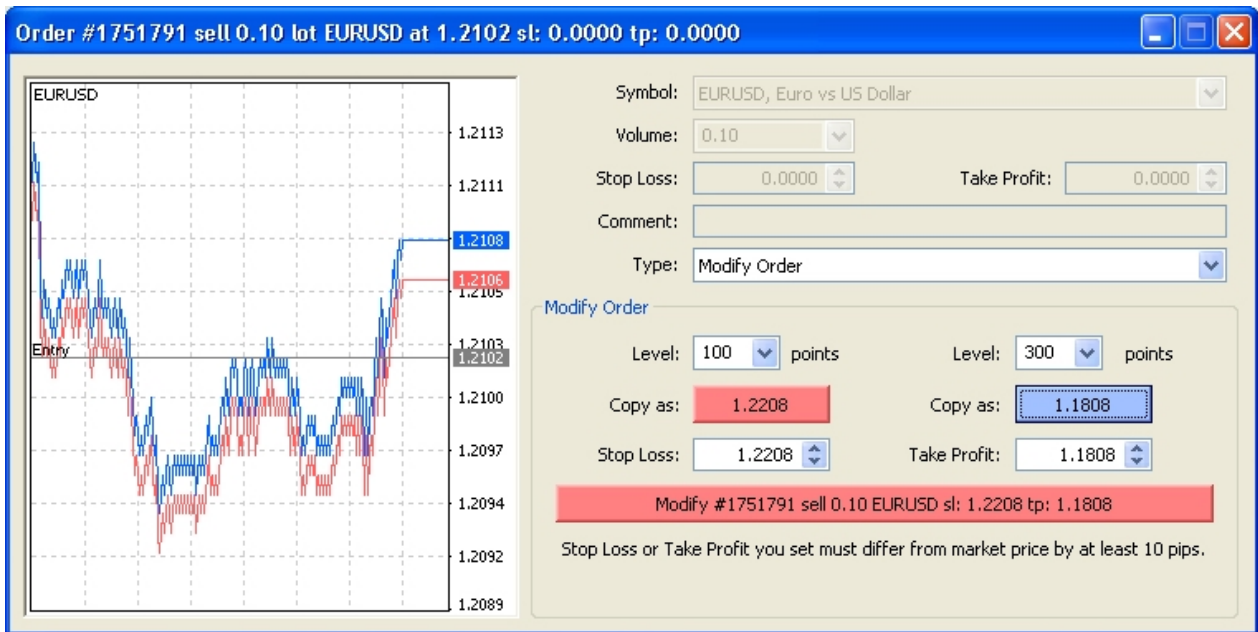 Order #1751791 sell 0.10 lot EURUSD at 1.2102 sl: 0.0000 tp: 0.0000
EURUSD
1.2113
1.2111
1.2108
1.2106
1.2105
1.2103
Entry
1.2102
1.2100
1.2097
1.2094
1.2092
1.2089
Symbol: EURUSD, Euro vs US Dollar
Volume: 0.10
Stop Loss: 0.0000 Take Profit: 0.0000
Comment:
Type: Modify Order
Modify Order
Level: 100 points Level: 300 points
Copy as: 1.2208 Copy as: 1.1808
Stop Loss: 1.2208 Take Profit: 1.1808
Modify #1751791 sell 0.10 EURUSD sl: 1.2208 tp: 1.1808
Stop Loss or Take Profit you set must differ from market price by at least 10 pips.